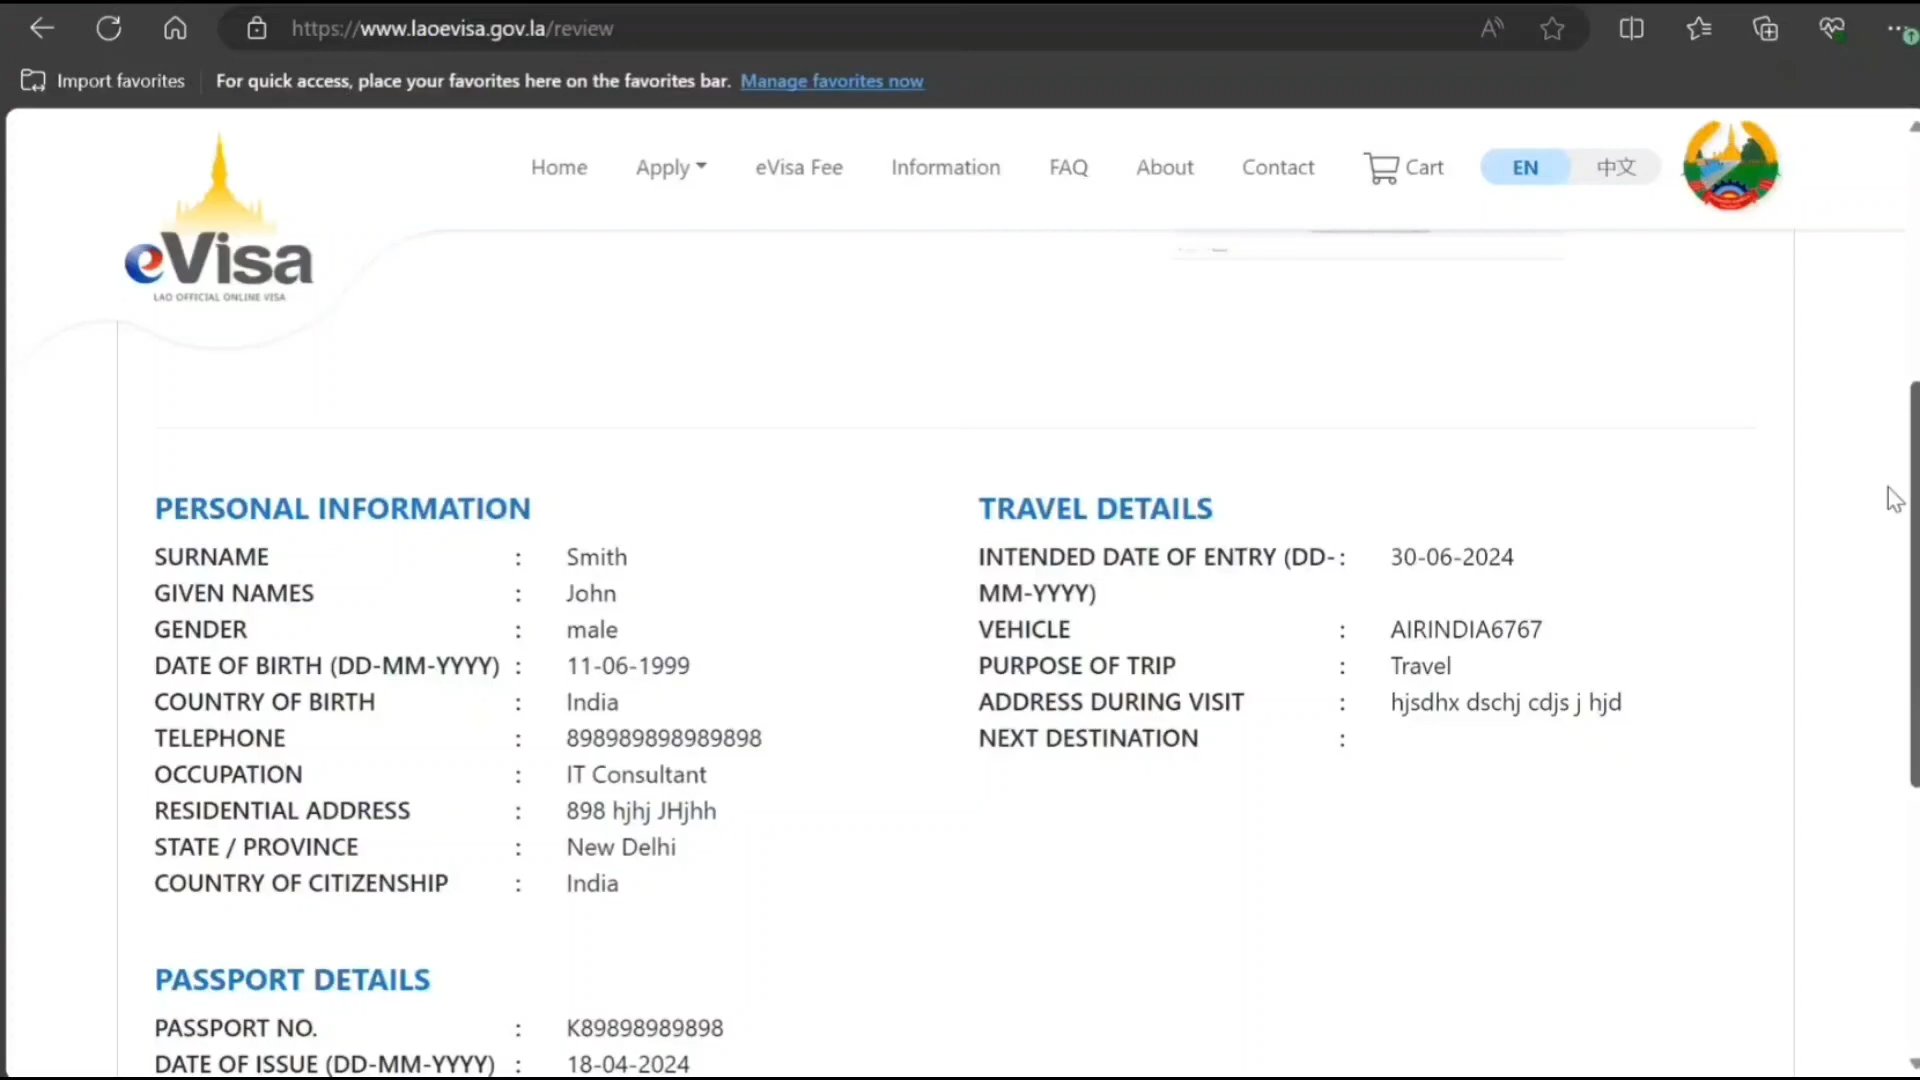 https://www.laoevisa.gov.la/review
Import favorites For quick access, place your favorites here on the favorites bar. Manage favorites now
Home Apply eVisa Fee Information FAQ About Contact Cart EN 中文
eVisa
LAO OFFICIAL ONLINE VISA
PERSONAL INFORMATION
SURNAME : Smith
GIVEN NAMES : John
GENDER : male
DATE OF BIRTH (DD-MM-YYYY) : 11-06-1999
COUNTRY OF BIRTH : India
TELEPHONE : 898989898989898
OCCUPATION : IT Consultant
RESIDENTIAL ADDRESS : 898 hjhj JHjhh
STATE / PROVINCE : New Delhi
COUNTRY OF CITIZENSHIP : India
TRAVEL DETAILS
INTENDED DATE OF ENTRY (DD- : 30-06-2024
MM-YYYY)
VEHICLE : AIRINDIA6767
PURPOSE OF TRIP : Travel
ADDRESS DURING VISIT : hjsdhx dschj cdjs j hjd
NEXT DESTINATION :
PASSPORT DETAILS
PASSPORT NO. : K89898989898
DATE OF ISSUE (DD-MM-YYYY) : 18-04-2024